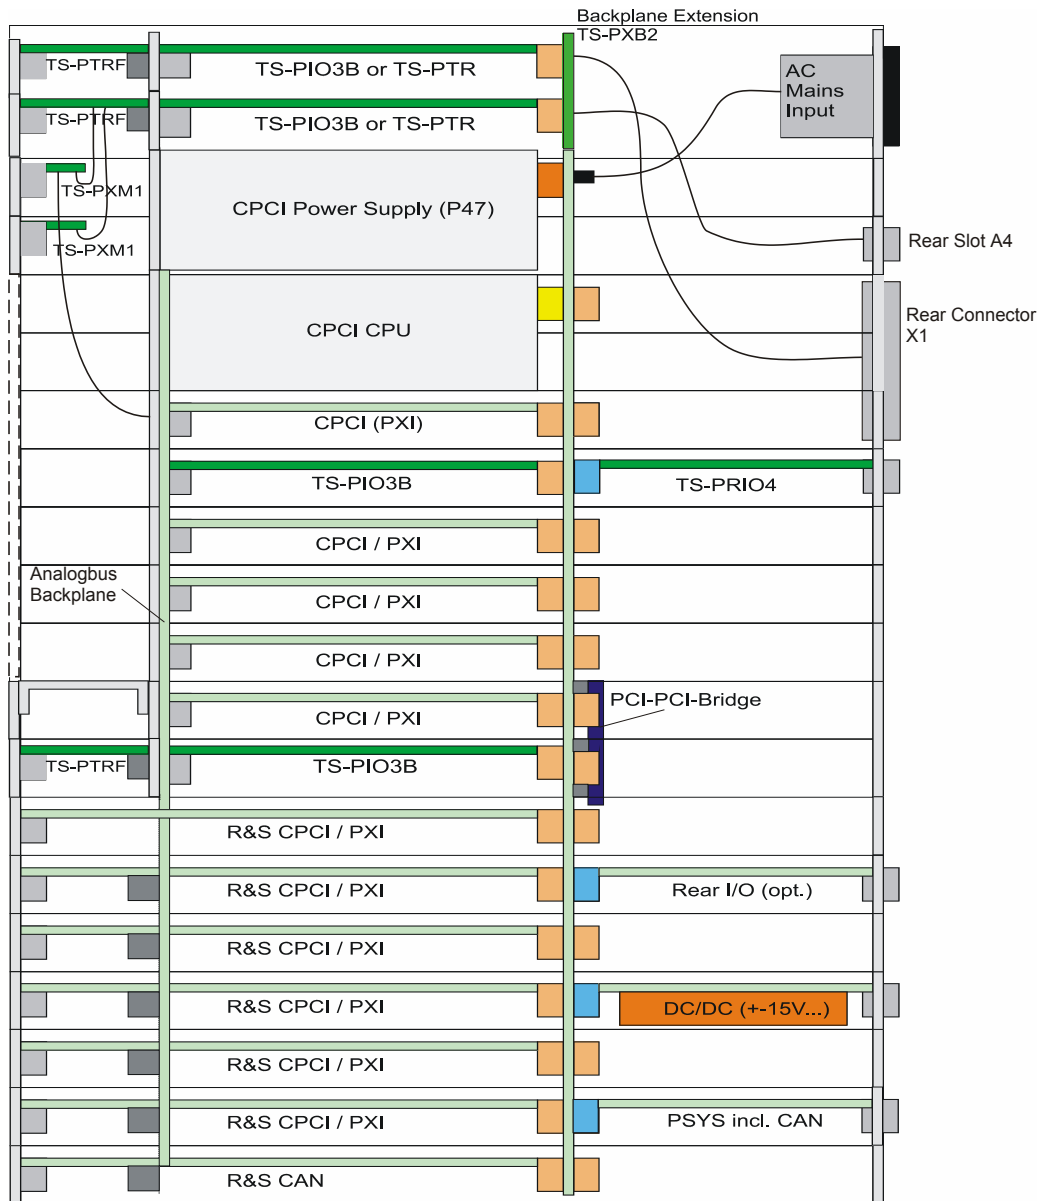 Backplane Extension
TS-PXB2
TS-PTRF
TS-PIO3B or TS-PTR
AC
Mains
Input
TS-PTRF
TS-PIO3B or TS-PTR
TS-PXM1
CPCI Power Supply (P47)
TS-PXM1
Rear Slot A4
CPCI CPU
Rear Connector
X1
CPCI (PXI)
TS-PIO3B
TS-PRIO4
CPCI / PXI
Analogbus
Backplane
CPCI / PXI
CPCI / PXI
CPCI / PXI
PCI-PCI-Bridge
TS-PTRF
TS-PIO3B
R&S CPCI / PXI
R&S CPCI / PXI
Rear I/O (opt.)
R&S CPCI / PXI
R&S CPCI / PXI
DC/DC (+-15V...)
R&S CPCI / PXI
R&S CPCI / PXI
PSYS incl. CAN
R&S CAN